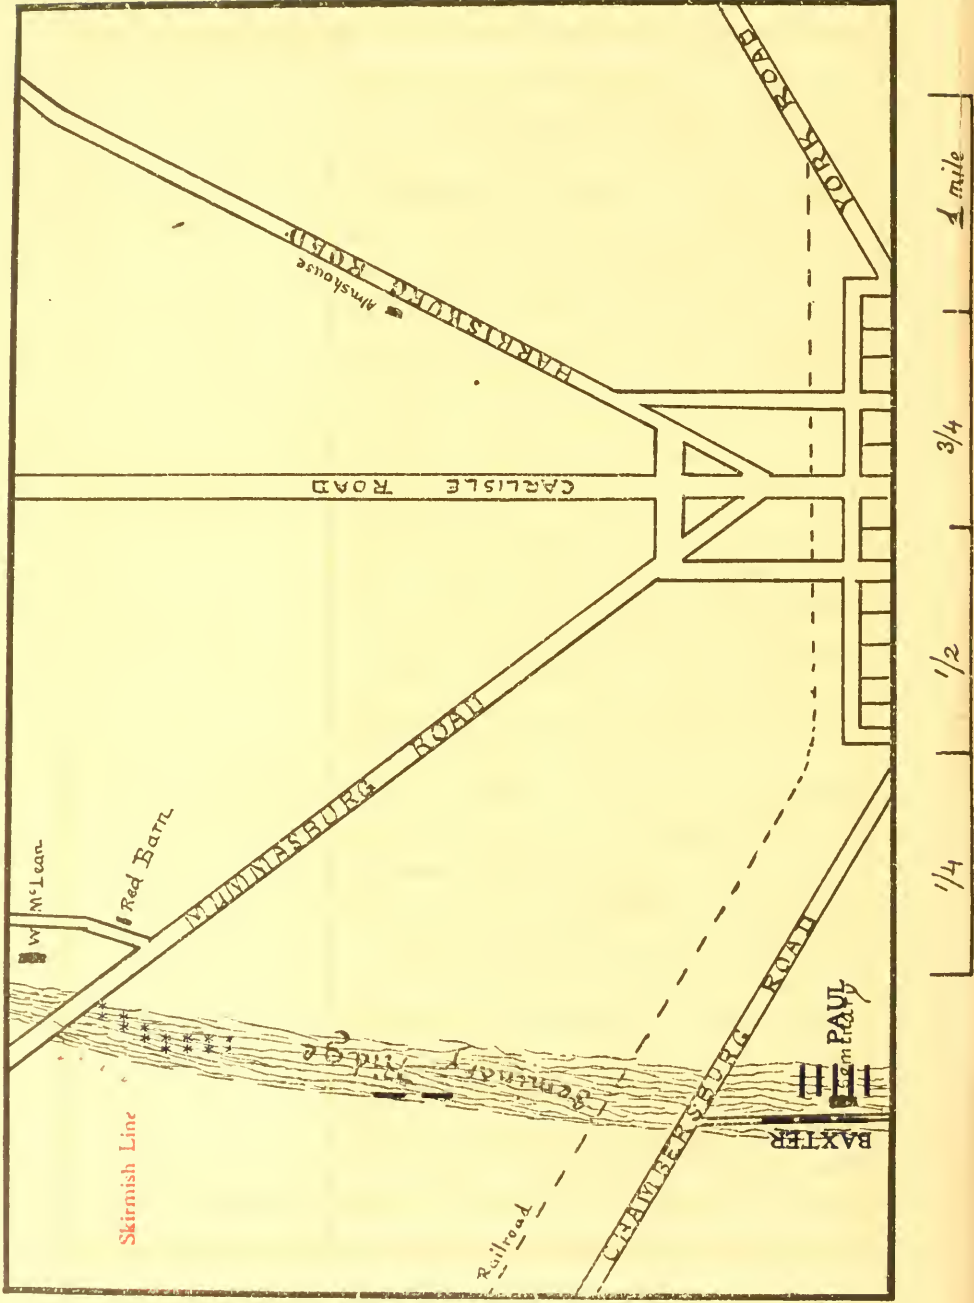 YORK ROAD
HARRISBURG ROAD
Almshouse
CARLISLE ROAD
MUMMASBURG ROAD
W McLean
Red Barn
Seminary Ridge
Skirmish Line
Railroad
CHAMBERSBURG ROAD
PAUL
Seminary
BAXTER
1/4
1/2
3/4
1 mile